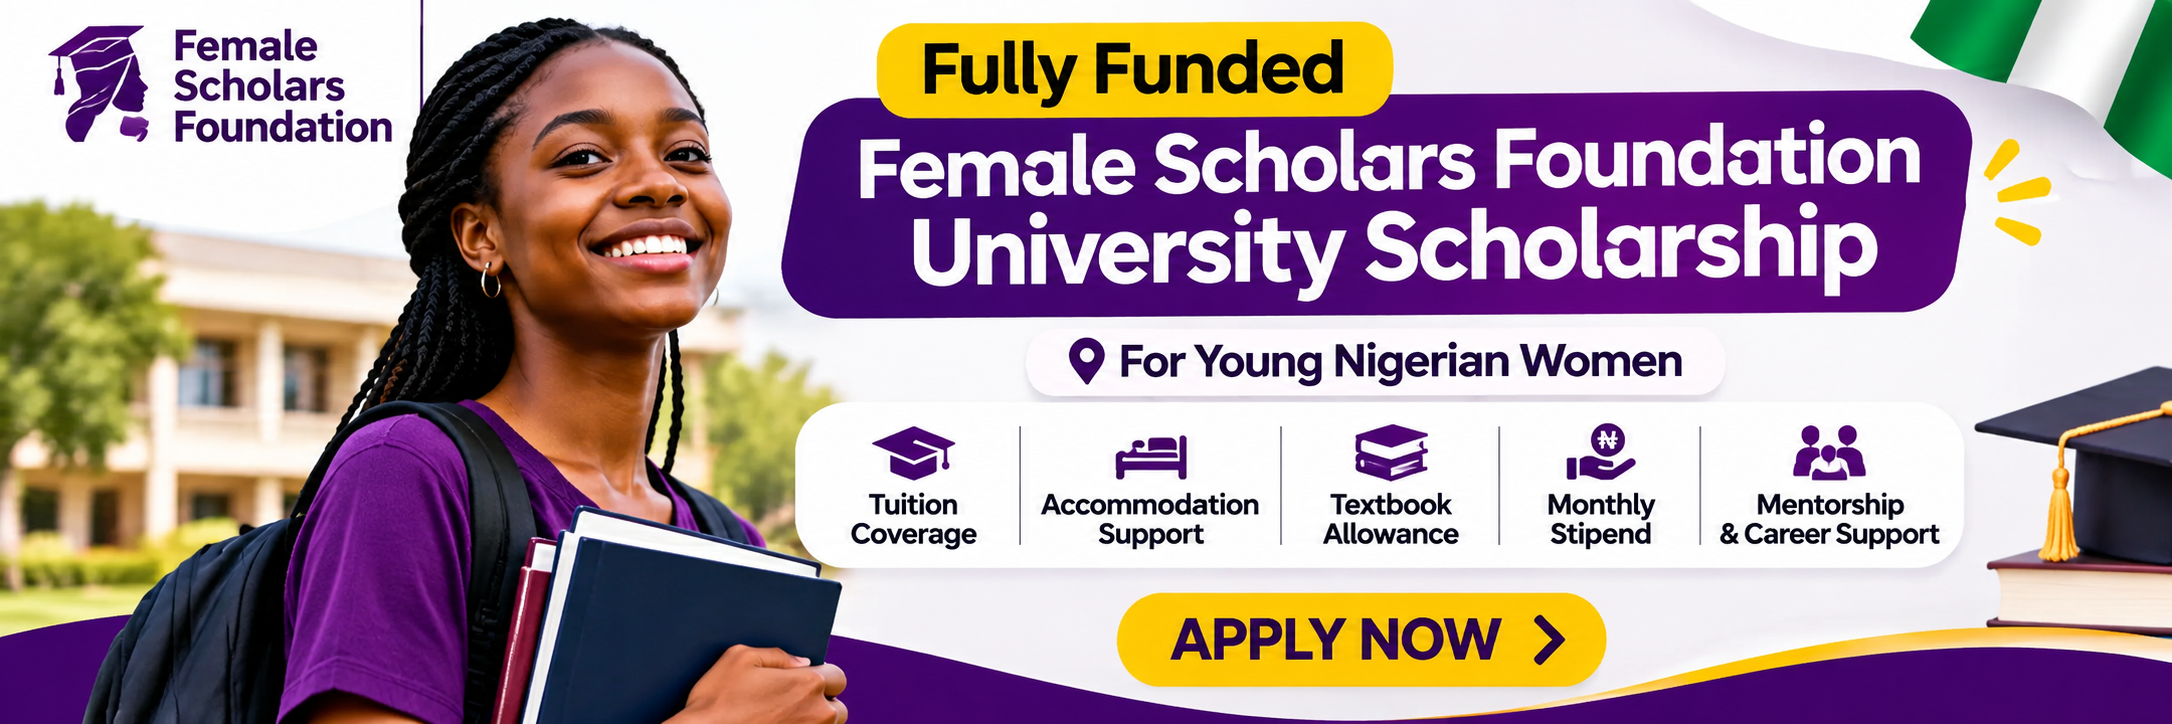 Female
Scholars
Foundation
Fully Funded
Female Scholars Foundation
University Scholarship
For Young Nigerian Women
Tuition
Coverage
Accommodation
Support
Textbook
Allowance
₦
Monthly
Stipend
Mentorship
& Career Support
APPLY NOW